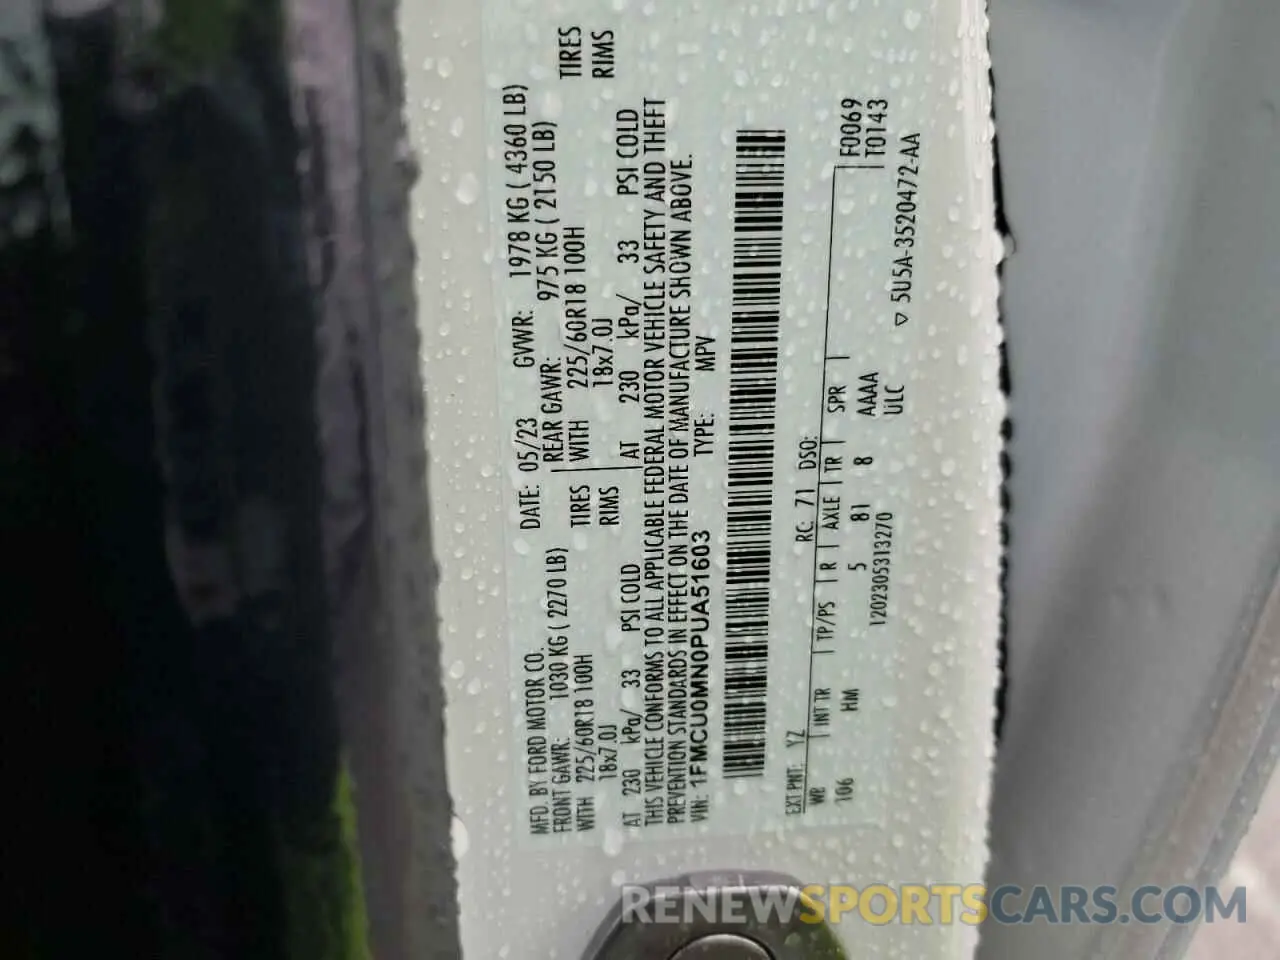 MFD. BY FORD MOTOR CO.
DATE: 05/23 GVWR: 1978 KG ( 4360 LB)
FRONT GAWR: 1030 KG ( 2270 LB) REAR GAWR: 975 KG ( 2150 LB)
WITH 225/60R18 100H TIRES WITH 225/60R18 100H TIRES
18x7.0J RIMS 18x7.0J RIMS
AT 230 kPa/ 33 PSI COLD AT 230 kPa/ 33 PSI COLD
THIS VEHICLE CONFORMS TO ALL APPLICABLE FEDERAL MOTOR VEHICLE SAFETY AND THEFT
PREVENTION STANDARDS IN EFFECT ON THE DATE OF MANUFACTURE SHOWN ABOVE.
VIN: 1FMCU0MN0PUA51603 TYPE: MPV
EXT PNT: YZ RC: 71 DSO: F0069
WB INT TR TP/PS R AXLE TR SPR T0143
106 HM 5 81 8 AAAA
1202305313270 ULC
▽ 5U5A-3520472-AA
RENEWSPORTSCARS.COM